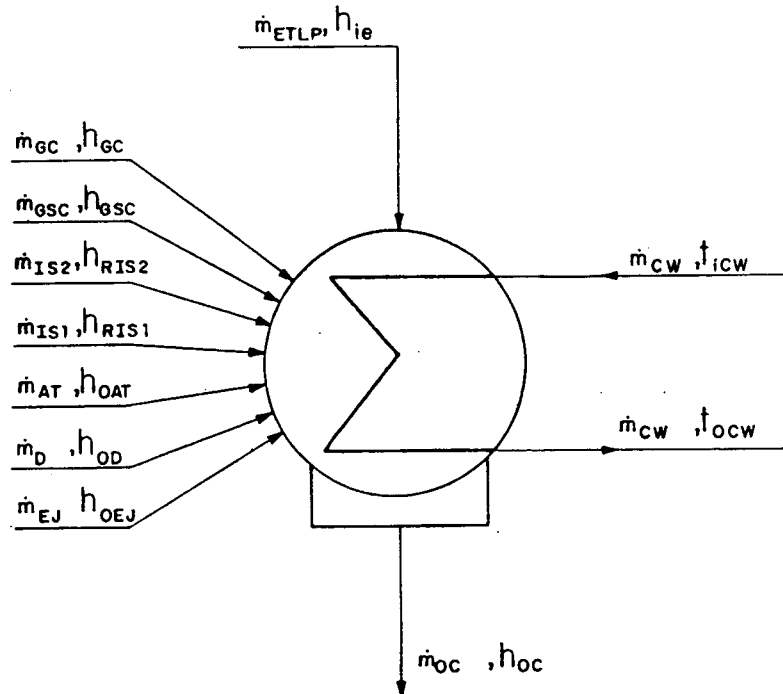 ṁETLP, hie
ṁGC ,hGC
ṁGSC,hGSC
ṁIS2,hRIS2
ṁCW ,tiCW
ṁIS1,hRIS1
ṁAT ,hOAT
ṁCW tOCW
ṁD ,hOD
ṁEJ hOEJ
ṁOC ,hOC